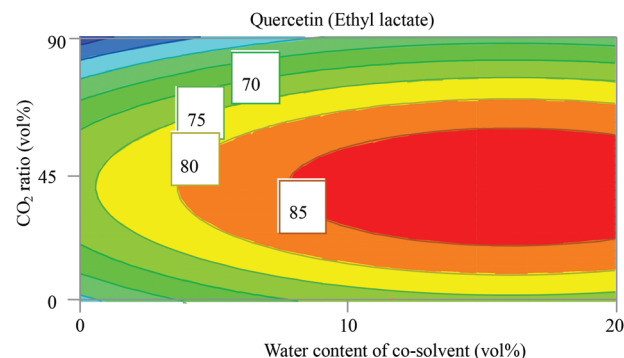 Quercetin (Ethyl lactate)
90
70
75
80
45
85
CO₂ ratio (vol%)
0
0 10 20
Water content of co-solvent (vol%)